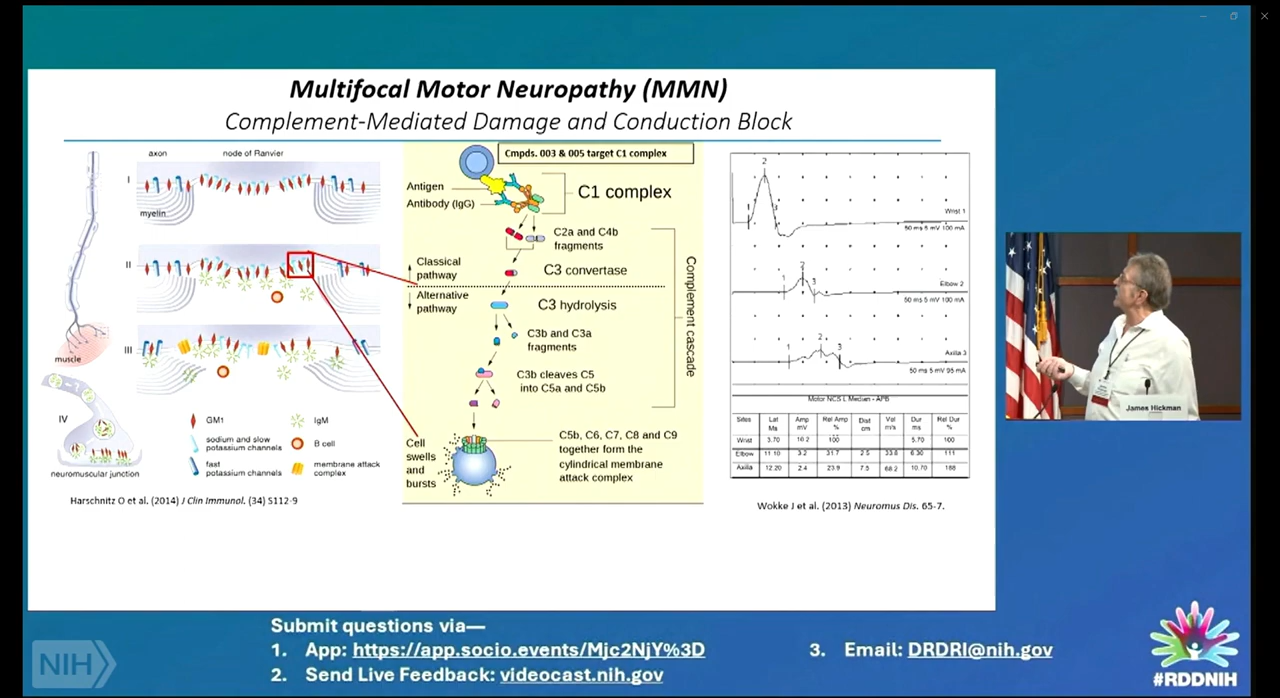 Multifocal Motor Neuropathy (MMN)
Complement-Mediated Damage and Conduction Block
axon
node of Ranvier
I
myelin
II
III
muscle
IV
neuromuscular junction
GM1
sodium and slow
potassium channels
fast
potassium channels
IgM
B cell
membrane attack
complex
Harschnitz O et al. (2014) J Clin Immunol. (34) S112-9
Cmpds. 003 & 005 target C1 complex
Antigen
Antibody (IgG)
C1 complex
C2a and C4b
fragments
Classical
pathway
C3 convertase
Alternative
pathway
C3 hydrolysis
C3b and C3a
fragments
C3b cleaves C5
into C5a and C5b
Complement cascade
Cell
swells
and
bursts
C5b, C6, C7, C8 and C9
together form the
cylindrical membrane
attack complex
2
Wrist 1
50 ms 5 mV 100 mA
1
2
3
Elbow 2
50 ms 5 mV 100 mA
1
2
3
Axilla 3
50 ms 5 mV 95 mA
Motor NCS L Median - APB
Sites Lat Ms Amp mV Rel Amp % Dist cm Vel m/s Dur ms Rel Dur %
Wrist 3.70 10.2 100 5.70 100
Elbow 11.10 3.2 31.7 33.8 6.30 111
Axilla 12.20 2.4 23.9 7.5 68.2 10.70 188
Wokke J et al. (2013) Neuromus Dis. 65-7.
James Hickman
Submit questions via—
1. App: https://app.socio.events/Mjc2NjY%3D
2. Send Live Feedback: videocast.nih.gov
3. Email: DRDRI@nih.gov
NIH
#RDDNIH